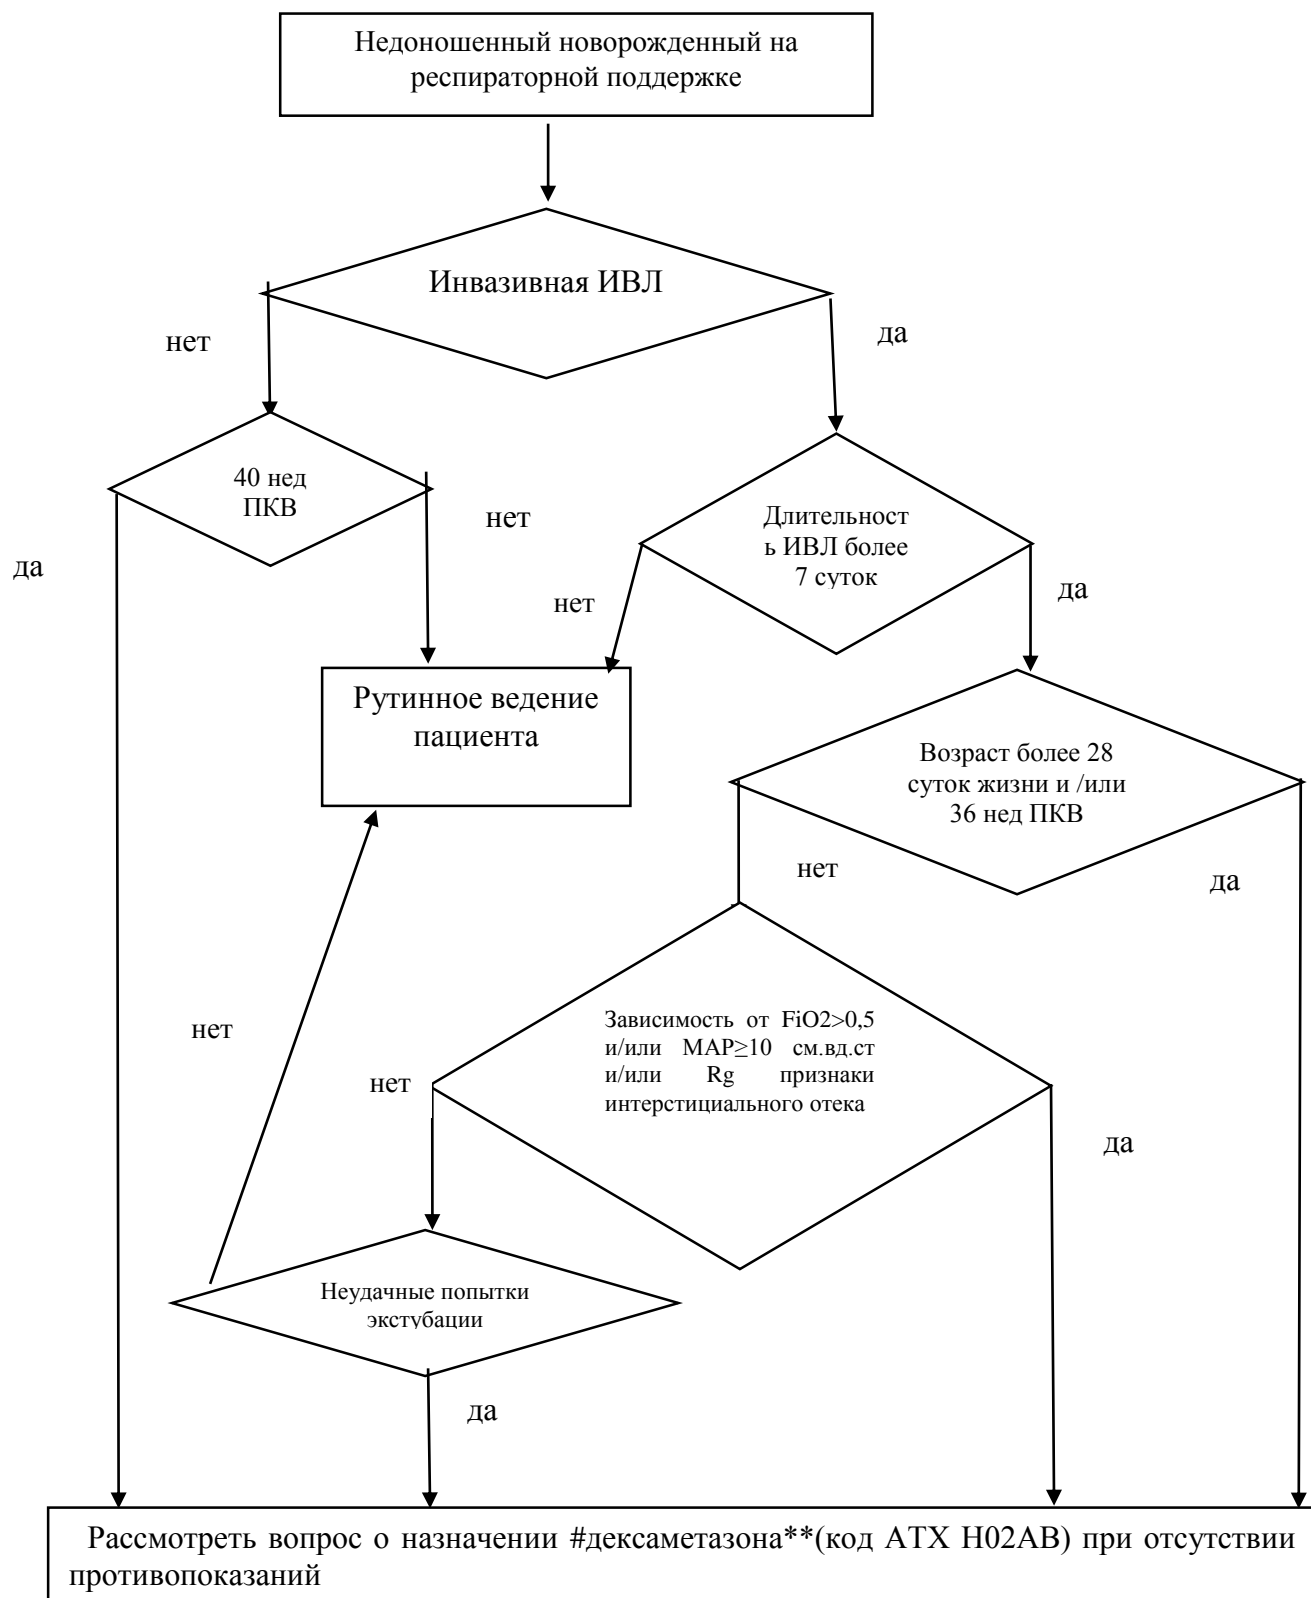 Недоношенный новорожденный на
респираторной поддержке
Инвазивная ИВЛ
нет
да
40 нед
ПКВ
нет
да
Длительност
ь ИВЛ более
7 суток
нет
да
Рутинное ведение
пациента
Возраст более 28
суток жизни и /или
36 нед ПКВ
нет
да
Зависимость от FiO2>0,5
и/или MAP≥10 см.вд.ст
и/или Rg признаки
интерстициального отека
нет
нет
да
Неудачные попытки
экстубации
да
Рассмотреть вопрос о назначении #дексаметазона**(код АТХ H02AB) при отсутствии
противопоказаний